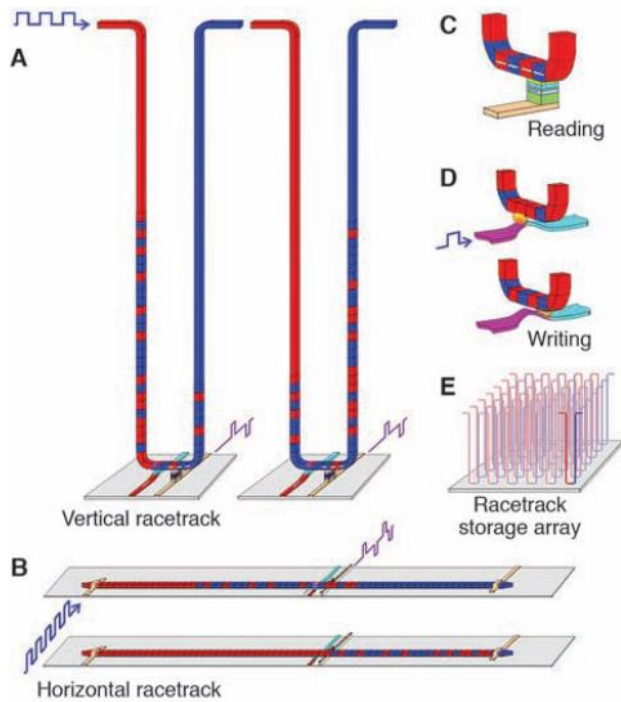 A
Vertical racetrack
B
Horizontal racetrack
C
Reading
D
Writing
E
Racetrack
storage array